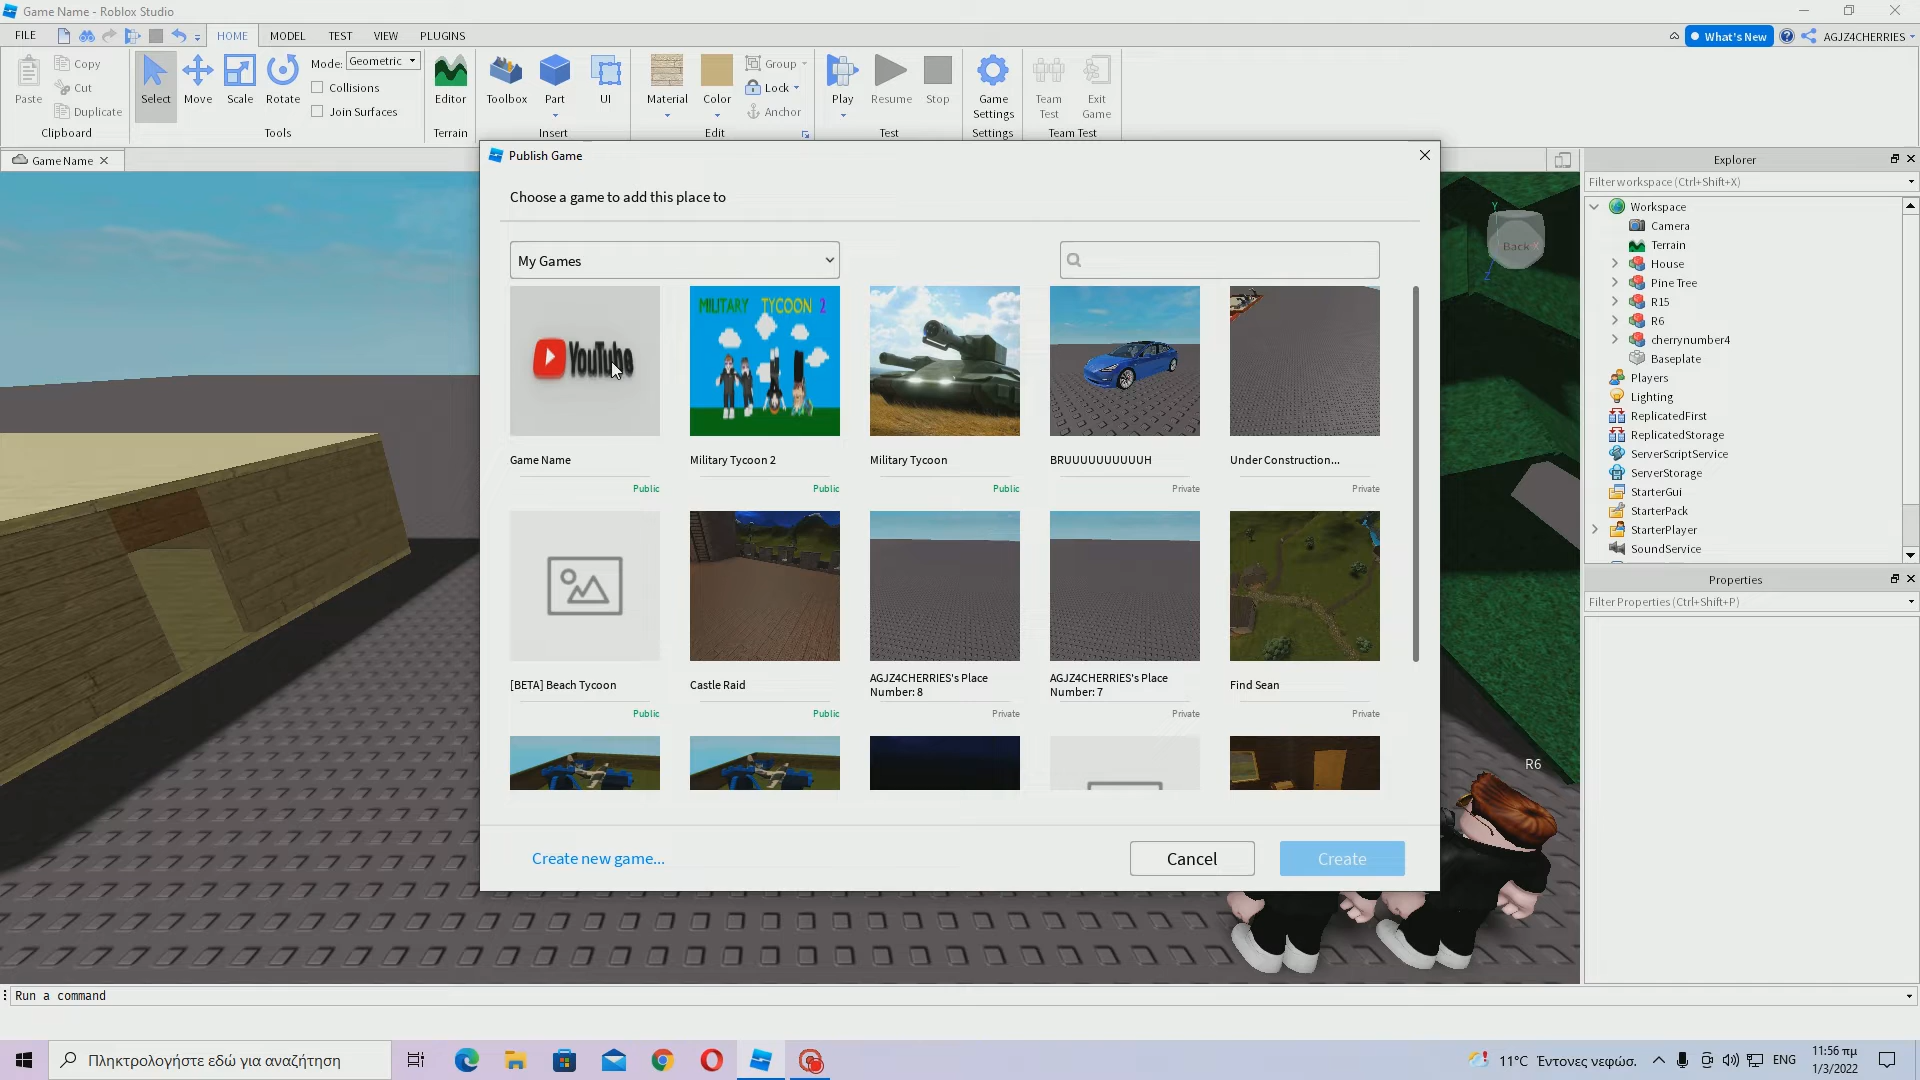 Game Name - Roblox Studio
FILE
HOME
MODEL
TEST
VIEW
PLUGINS
What's New
AGJZ4CHERRIES
Paste
Copy
Cut
Duplicate
Clipboard
Select
Move
Scale
Rotate
Mode:
Geometric
Collisions
Join Surfaces
Tools
Editor
Terrain
Toolbox
Part
UI
Insert
Material
Color
Group
Lock
Anchor
Edit
Play
Resume
Stop
Test
Game
Settings
Settings
Team
Test
Exit
Game
Team Test
Game Name
Publish Game
Choose a game to add this place to
My Games
YouTube
MILITARY TYCOON 2
Game Name
Public
Military Tycoon 2
Public
Military Tycoon
Public
BRUUUUUUUUUUH
Private
Under Construction...
Private
[BETA] Beach Tycoon
Public
Castle Raid
Public
AGJZ4CHERRIES's Place
Number: 8
Private
AGJZ4CHERRIES's Place
Number: 7
Private
Find Sean
Private
Create new game...
Cancel
Create
Y
Z
Back
R6
Explorer
Filter workspace (Ctrl+Shift+X)
Workspace
Camera
Terrain
House
Pine Tree
R15
R6
cherrynumber4
Baseplate
Players
Lighting
ReplicatedFirst
ReplicatedStorage
ServerScriptService
ServerStorage
StarterGui
StarterPack
StarterPlayer
SoundService
Properties
Filter Properties (Ctrl+Shift+P)
Run a command
Πληκτρολογήστε εδώ για αναζήτηση
11°C Έντονες νεφώσ.
ENG
11:56 πμ
1/3/2022